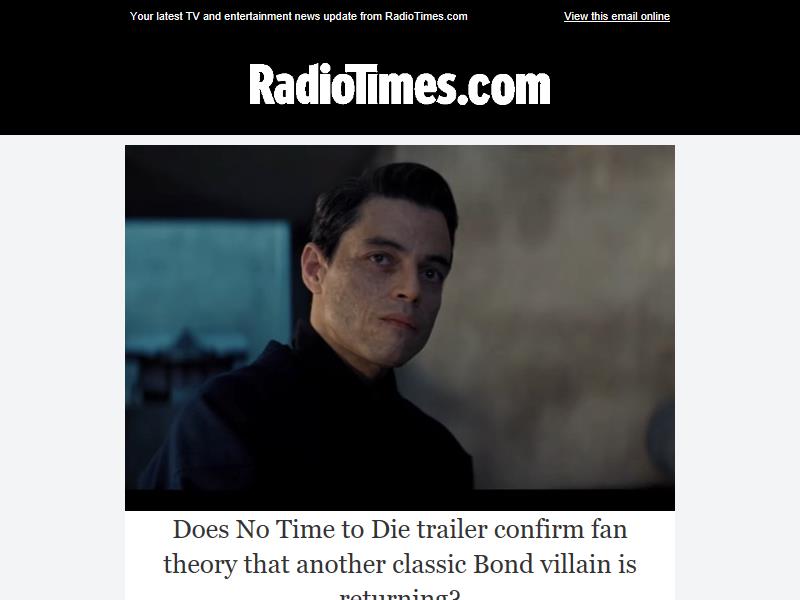 Your latest TV and entertainment news update from RadioTimes.com
View this email online
RadioTimes.com
Does No Time to Die trailer confirm fan
theory that another classic Bond villain is
returning?